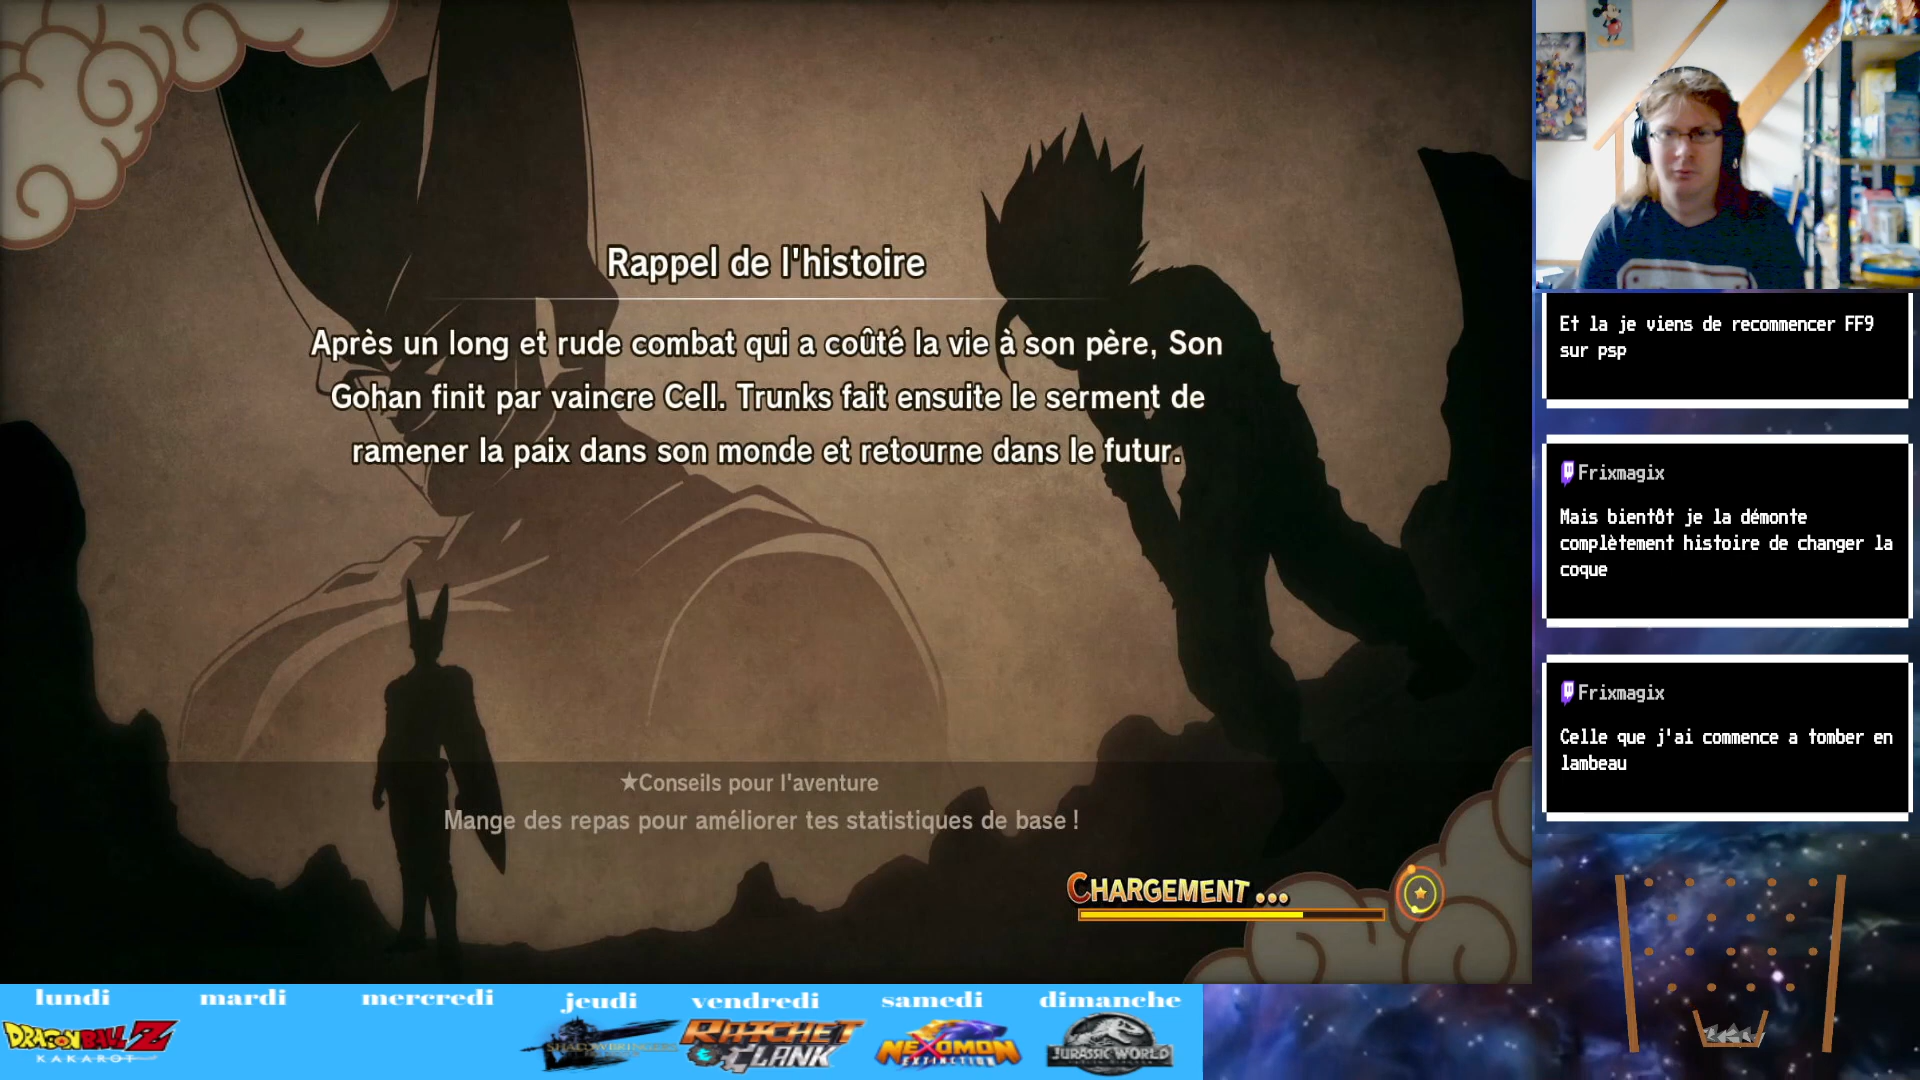 Rappel de l'histoire
Après un long et rude combat qui a coûté la vie à son père, Son
Gohan finit par vaincre Cell. Trunks fait ensuite le serment de
ramener la paix dans son monde et retourne dans le futur.
★Conseils pour l'aventure
Mange des repas pour améliorer tes statistiques de base !
CHARGEMENT ...
Et la je viens de recommencer FF9
sur psp
Frixmagix
Mais bientôt je la démonte
complètement histoire de changer la
coque
Frixmagix
Celle que j'ai commence a tomber en
lambeau
lundi mardi mercredi jeudi vendredi samedi dimanche
DRAGON BALL Z
KAKAROT
SHADOWBRINGERS
RATCHET
CLANK
NEXOMON
EXTINCTION
JURASSIC WORLD